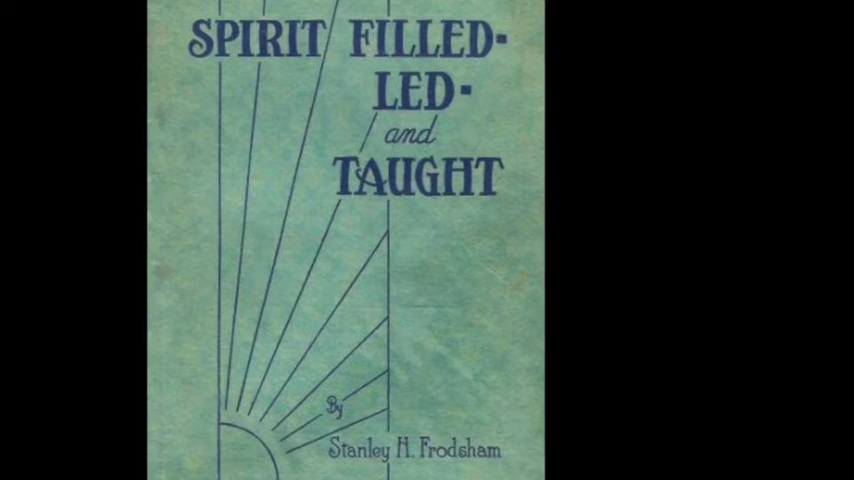 SPIRIT FILLED-
LED-
and
TAUGHT
By
Stanley H. Frodsham